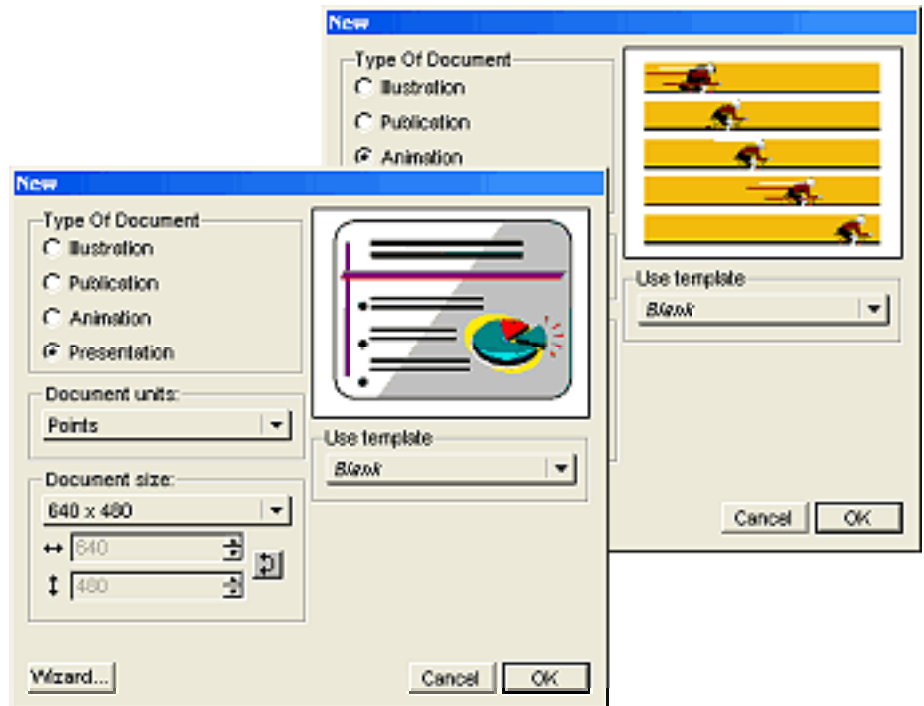 New
Type Of Document
Illustration
Publication
Animation
Use template
Blank
Cancel
OK
New
Type Of Document
Illustration
Publication
Animation
Presentation
Document units:
Points
Document size:
640 x 480
640
480
Use template
Blank
Wizard...
Cancel
OK